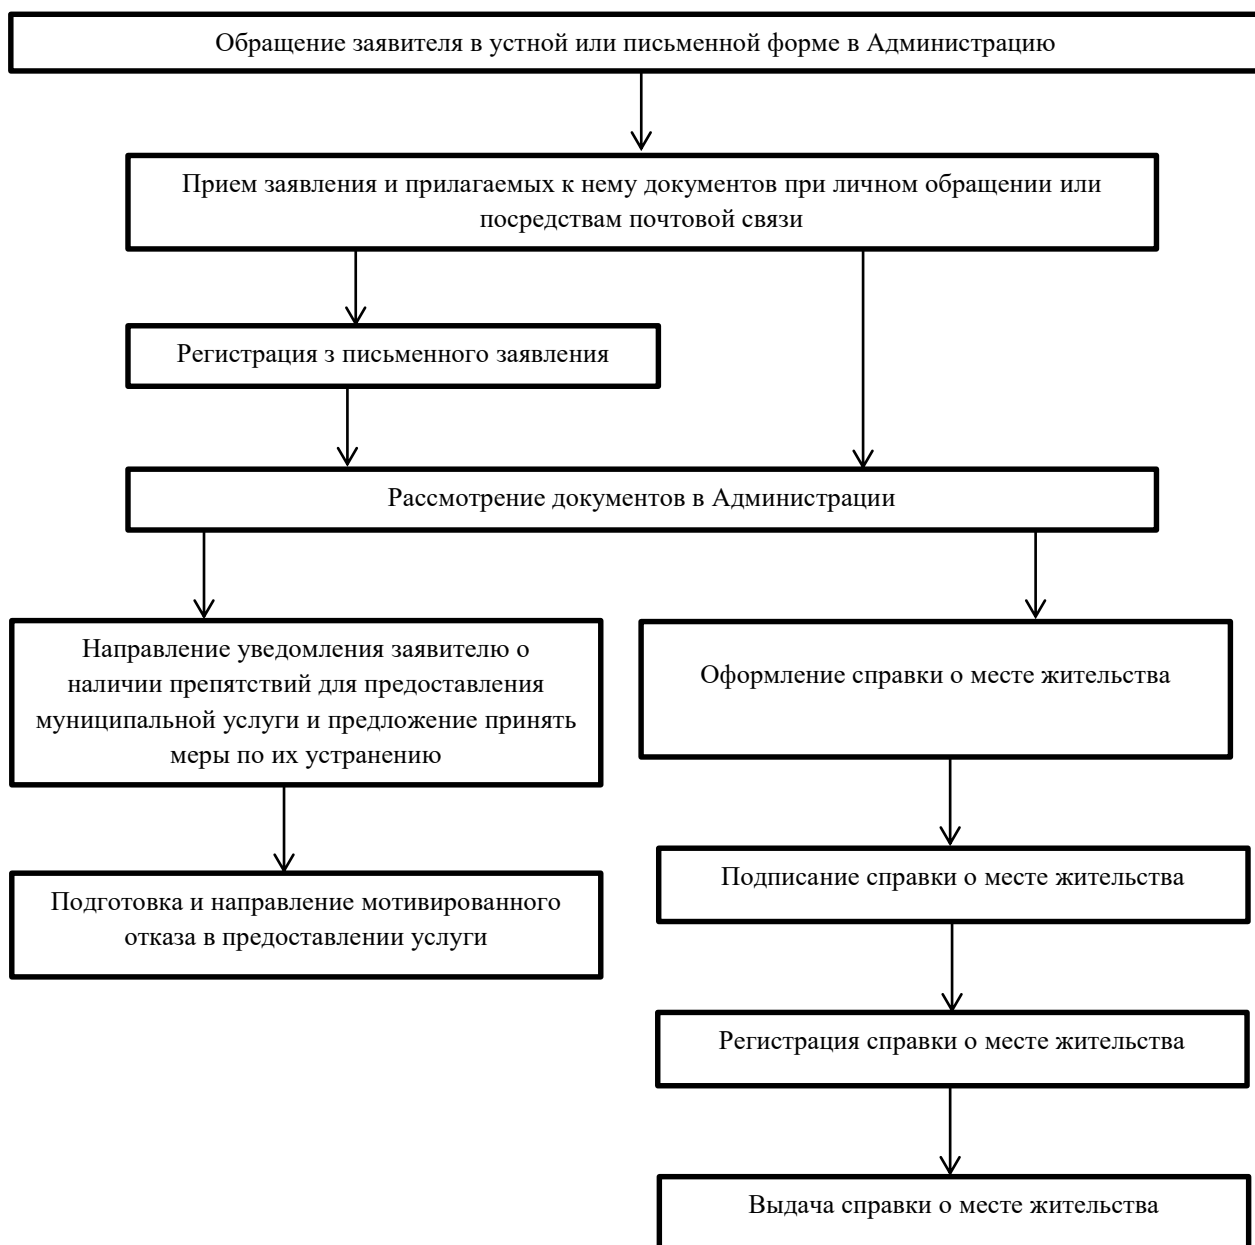 Обращение заявителя в устной или письменной форме в Администрацию
Прием заявления и прилагаемых к нему документов при личном обращении или
посредствам почтовой связи
Регистрация з письменного заявления
Рассмотрение документов в Администрации
Направление уведомления заявителю о
наличии препятствий для предоставления
муниципальной услуги и предложение принять
меры по их устранению
Оформление справки о месте жительства
Подготовка и направление мотивированного
отказа в предоставлении услуги
Подписание справки о месте жительства
Регистрация справки о месте жительства
Выдача справки о месте жительства